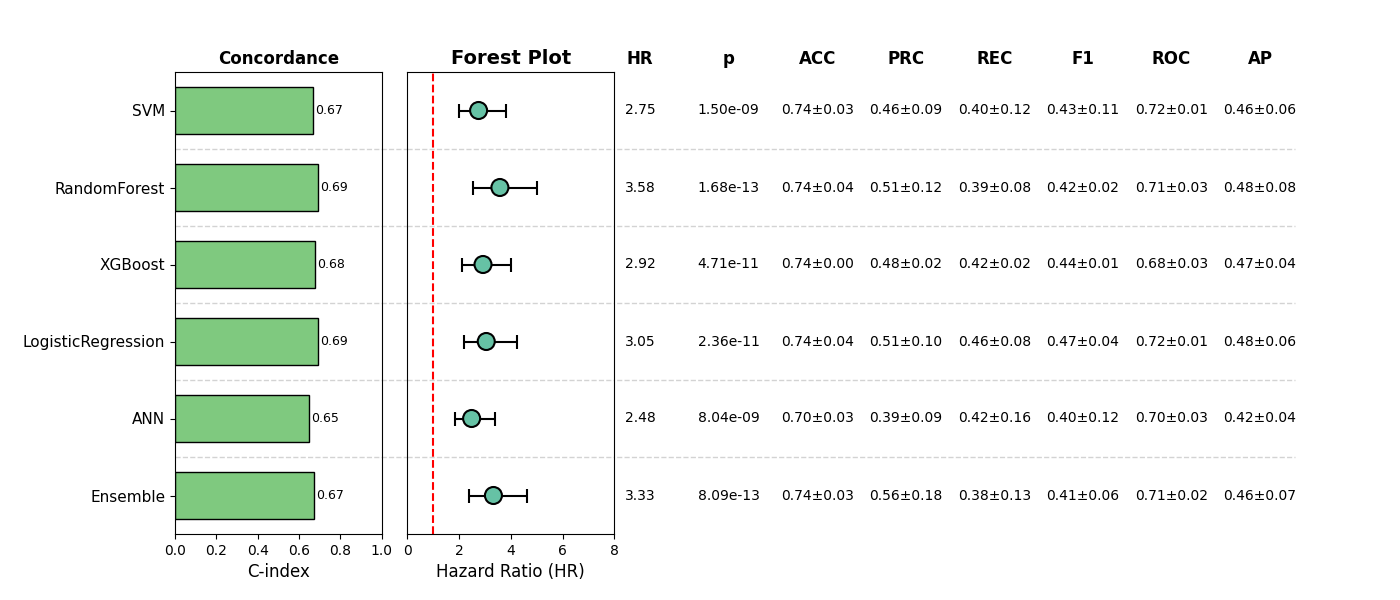 Concordance Forest Plot HR p ACC PRC REC F1 ROC AP
SVM 0.67 2.75 1.50e-09 0.74±0.03 0.46±0.09 0.40±0.12 0.43±0.11 0.72±0.01 0.46±0.06
RandomForest 0.69 3.58 1.68e-13 0.74±0.04 0.51±0.12 0.39±0.08 0.42±0.02 0.71±0.03 0.48±0.08
XGBoost 0.68 2.92 4.71e-11 0.74±0.00 0.48±0.02 0.42±0.02 0.44±0.01 0.68±0.03 0.47±0.04
LogisticRegression 0.69 3.05 2.36e-11 0.74±0.04 0.51±0.10 0.46±0.08 0.47±0.04 0.72±0.01 0.48±0.06
ANN 0.65 2.48 8.04e-09 0.70±0.03 0.39±0.09 0.42±0.16 0.40±0.12 0.70±0.03 0.42±0.04
Ensemble 0.67 3.33 8.09e-13 0.74±0.03 0.56±0.18 0.38±0.13 0.41±0.06 0.71±0.02 0.46±0.07
0.0 0.2 0.4 0.6 0.8 1.0 0 2 4 6 8
C-index Hazard Ratio (HR)